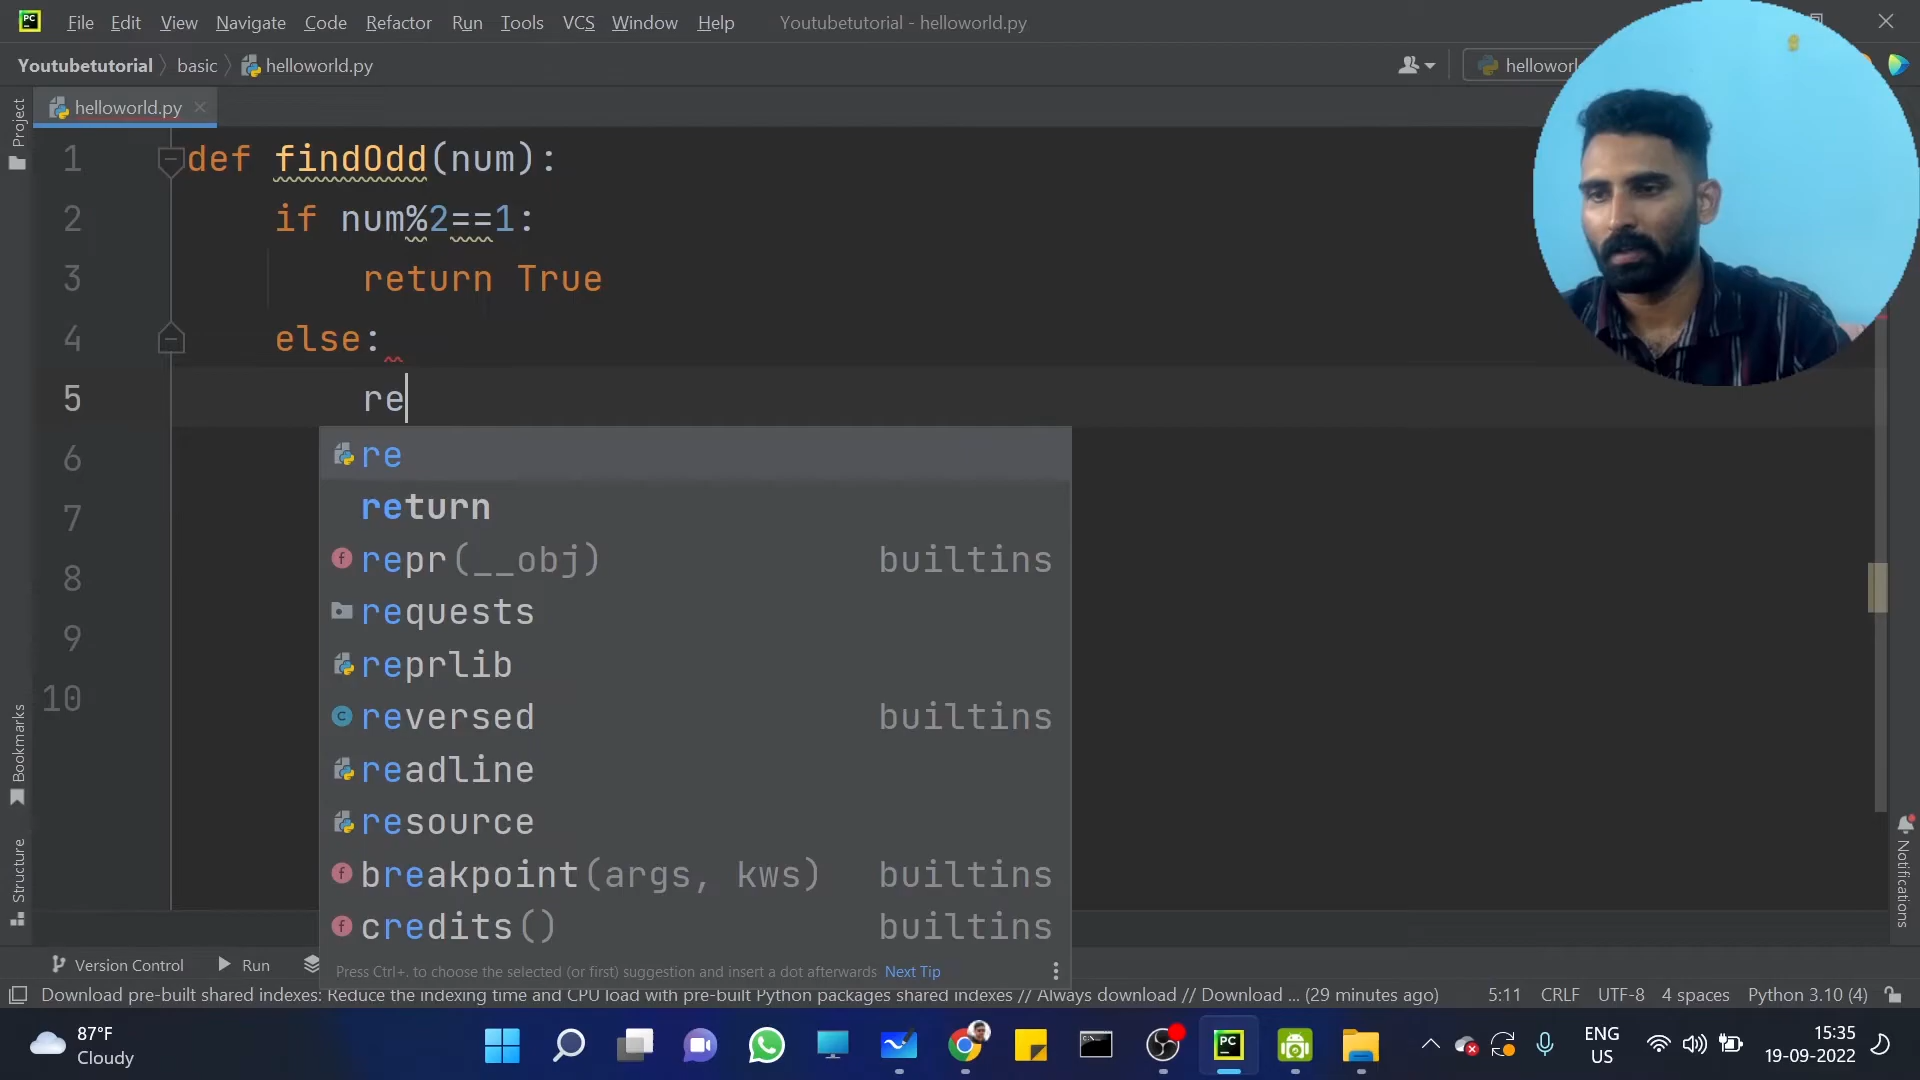 PC File Edit View Navigate Code Refactor Run Tools VCS Window Help Youtubetutorial - helloworld.py
Youtubetutorial basic helloworld.py
helloworld.py
Project
1 def findOdd(num):
2 if num%2==1:
3 return True
4 else:
5 re
6
7
8
9
10
re
return
repr(__obj) builtins
requests
reprlib
reversed builtins
readline
resource
breakpoint(args, kws) builtins
credits() builtins
Press Ctrl+. to choose the selected (or first) suggestion and insert a dot afterwards Next Tip
Bookmarks
Structure
Notifications
Version Control Run
Download pre-built shared indexes: Reduce the indexing time and CPU load with pre-built Python packages shared indexes // Always download // Download ... (29 minutes ago) 5:11 CRLF UTF-8 4 spaces Python 3.10 (4)
87°F
Cloudy
PC
ENG
US
15:35
19-09-2022